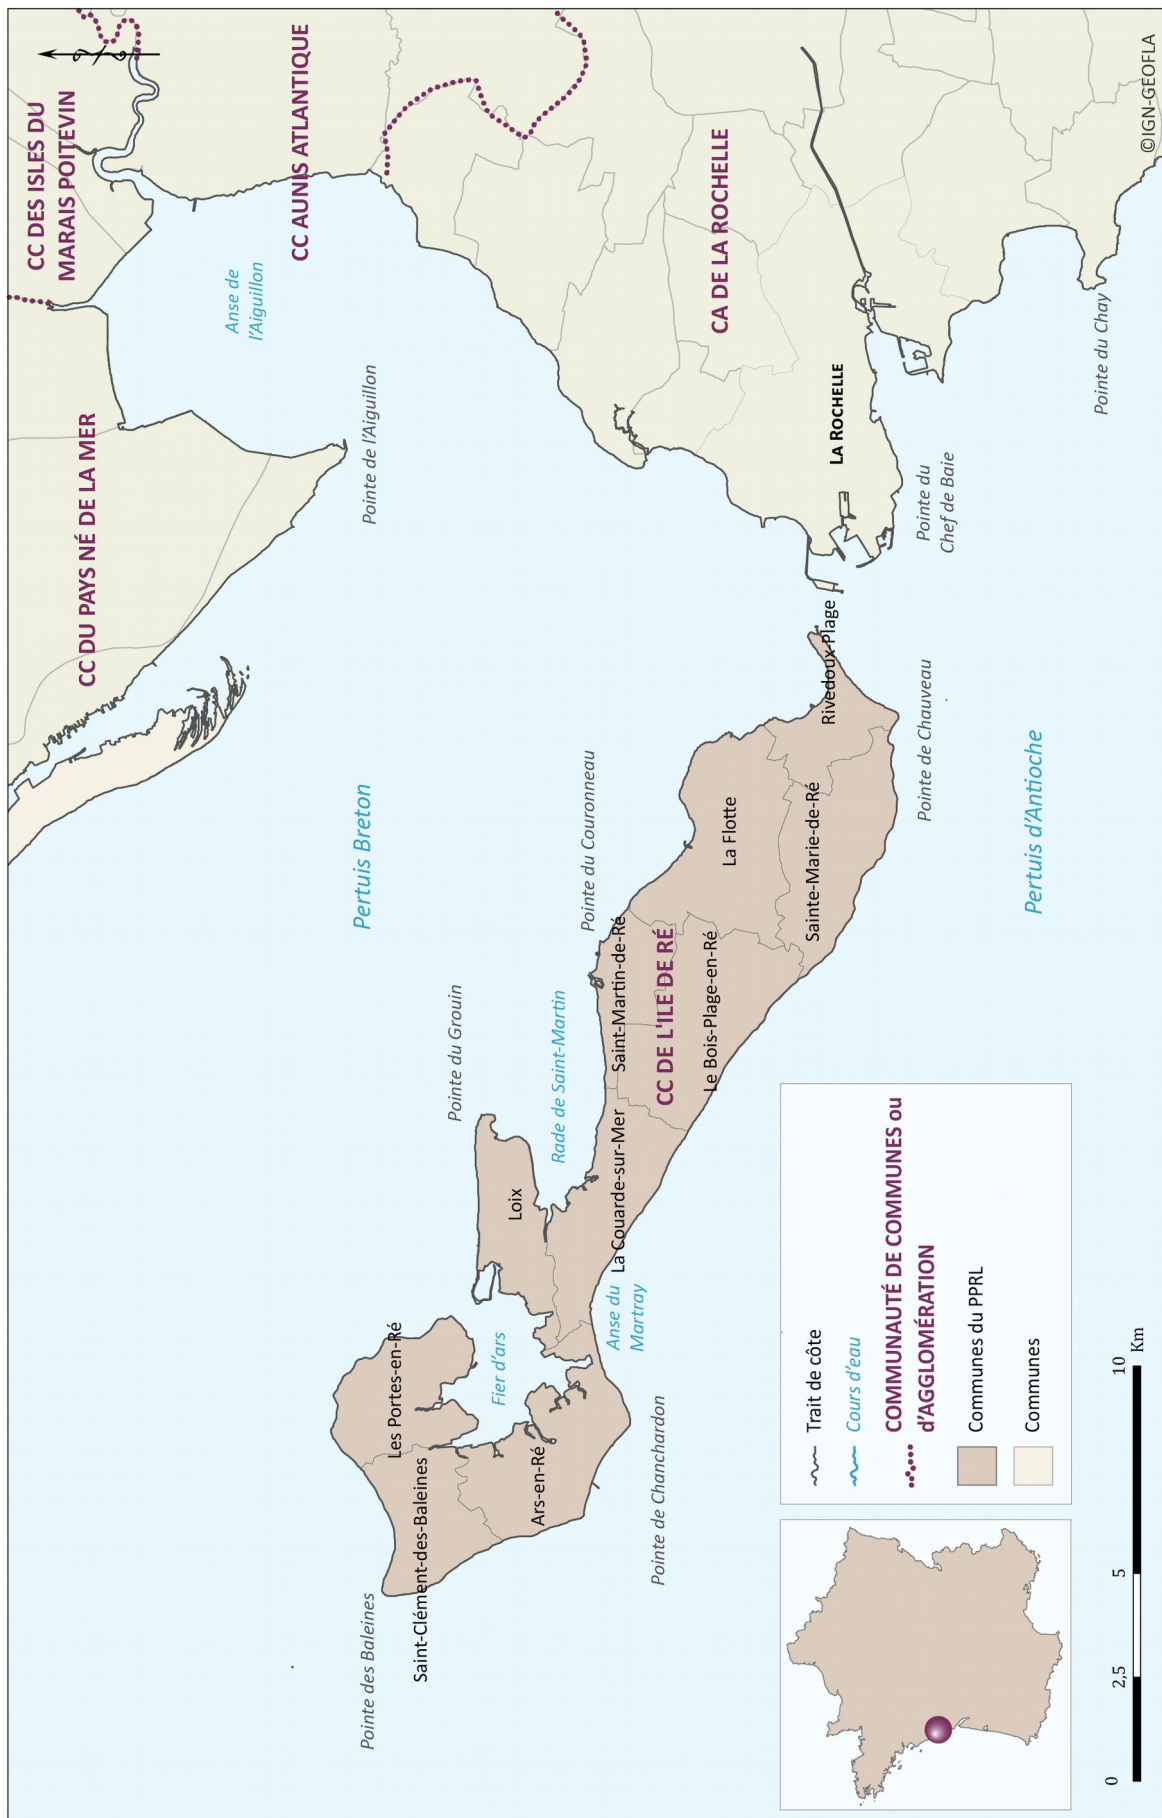 CC DU PAYS NÉ DE LA MER
CC DES ISLES DU
MARAIS POITEVIN
Anse de
l'Aiguillon
CC AUNIS ATLANTIQUE
Pointe de l'Aiguillon
Pertuis Breton
Pointe des Baleines
Les Portes-en-Ré
Saint-Clément-des-Baleines
Pointe du Grouin
Fier d'ars
Loix
Ars-en-Ré
Rade de Saint-Martin
Pointe du Couronneau
Anse du
Martray
La Couarde-sur-Mer
Saint-Martin-de-Ré
Pointe de Chanchardon
CC DE L'ILE DE RÉ
Le Bois-Plage-en-Ré
La Flotte
CA DE LA ROCHELLE
Sainte-Marie-de-Ré
Rivedoux-Plage
LA ROCHELLE
Pointe de Chauveau
Pointe du
Chef de Baie
Pertuis d'Antioche
Pointe du Chay
Trait de côte
Cours d'eau
COMMUNAUTÉ DE COMMUNES ou
d'AGGLOMÉRATION
Communes du PPRL
Communes
0 2,5 5 10
Km
©IGN-GEOFLA